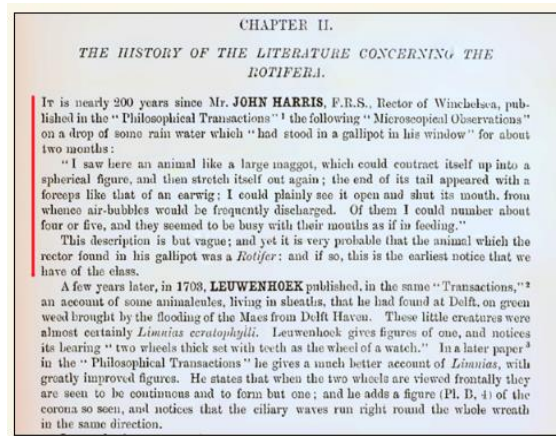 CHAPTER II.
THE HISTORY OF THE LITERATURE CONCERNING THE
ROTIFERA.
IT is nearly 200 years since Mr. JOHN HARRIS, F.R.S., Rector of Winchelsea, pub-
lished in the "Philosophical Transactions"¹ the following "Microscopical Observations"
on a drop of some rain water which "had stood in a gallipot in his window" for about
two months:
"I saw here an animal like a large maggot, which could contract itself up into a
spherical figure, and then stretch itself out again; the end of its tail appeared with a
forceps like that of an earwig; I could plainly see it open and shut its mouth. from
whence air-bubbles would be frequently discharged. Of them I could number about
four or five, and they seemed to be busy with their mouths as if in feeding."
This description is but vague; and yet it is very probable that the animal which the
rector found in his gallipot was a Rotifer: and if so, this is the earliest notice that we
have of the class.
A few years later, in 1703, LEUWENHOEK published, in the same "Transactions,"²
an account of some animalcules, living in sheaths, that he had found at Delft, on green
weed brought by the flooding of the Maes from Delft Haven. These little creatures were
almost certainly Limnias ceratophylli. Leuwenhoek gives figures of one, and notices
its bearing "two wheels thick set with teeth as the wheel of a watch." In a later paper³
in the "Philosophical Transactions" he gives a much better account of Limnias, with
greatly improved figures. He states that when the two wheels are viewed frontally they
are seen to be continuous and to form but one; and he adds a figure (Pl. B, 4) of the
corona so seen, and notices that the ciliary waves run right round the whole wreath
in the same direction.